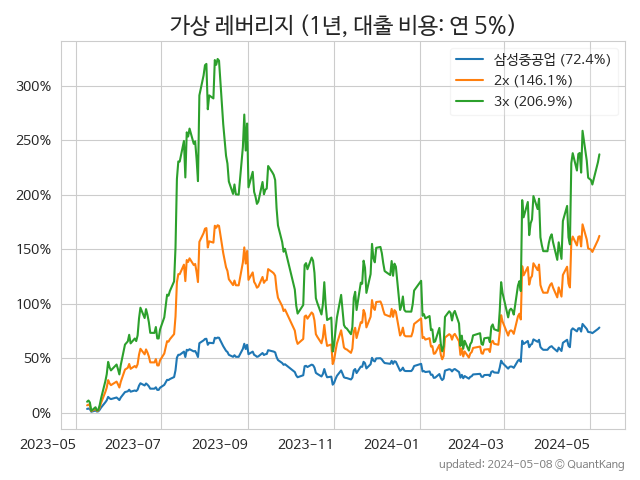 가상 레버리지 (1년, 대출 비용: 연 5%)
삼성중공업 (72.4%)
2x (146.1%)
3x (206.9%)
300%
250%
200%
150%
100%
50%
0%
2023-05 2023-07 2023-09 2023-11 2024-01 2024-03 2024-05
updated: 2024-05-08 © QuantKang